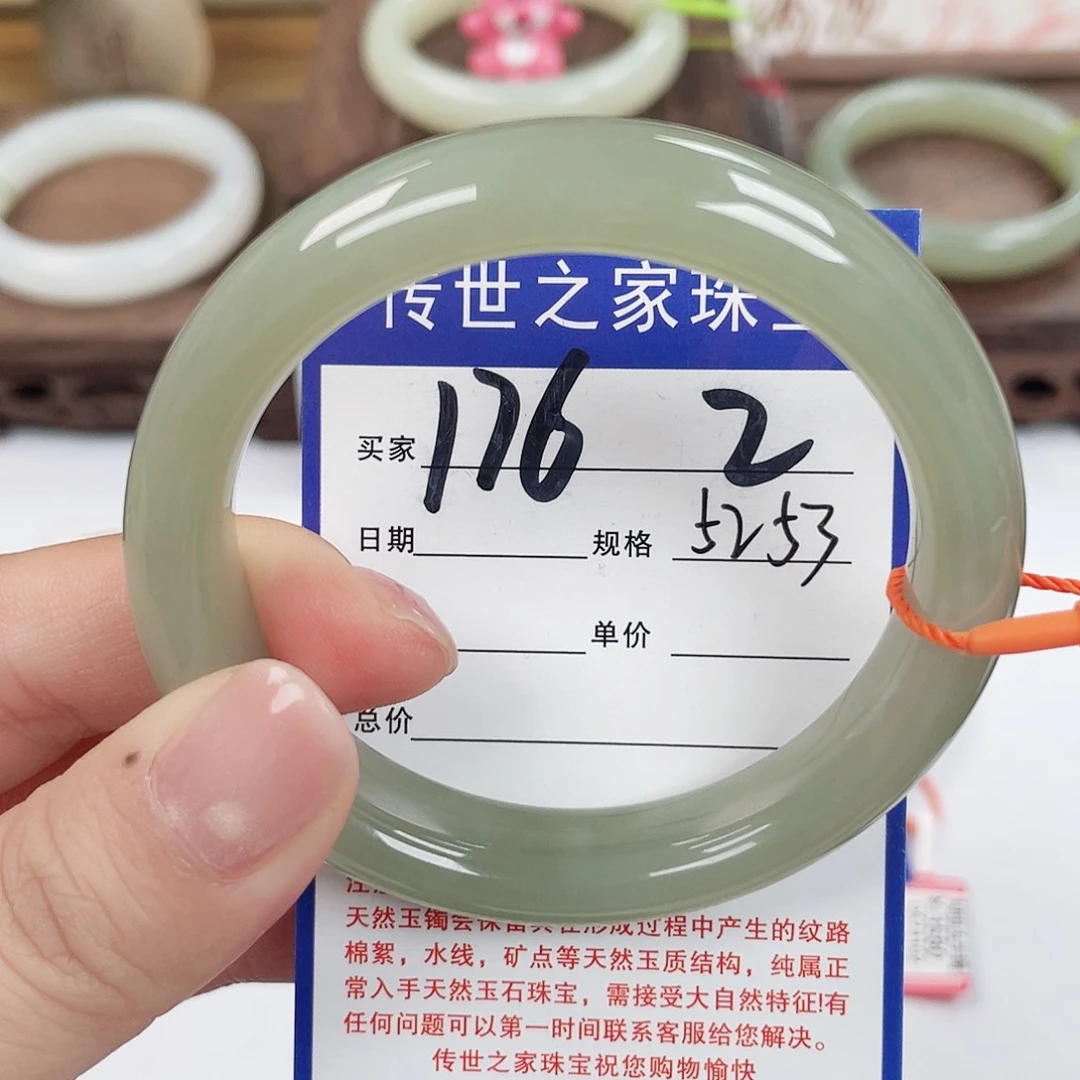 传世之家珠
买家 176 2
日期 规格 5253
单价
总价
天然玉镯会保留其在形成过程中产生的纹路
棉絮，水线，矿点等天然玉质结构，纯属正
常入手天然玉石珠宝，需接受大自然特征!有
任何问题可以第一时间联系客服给您解决。
传世之家珠宝祝您购物愉快